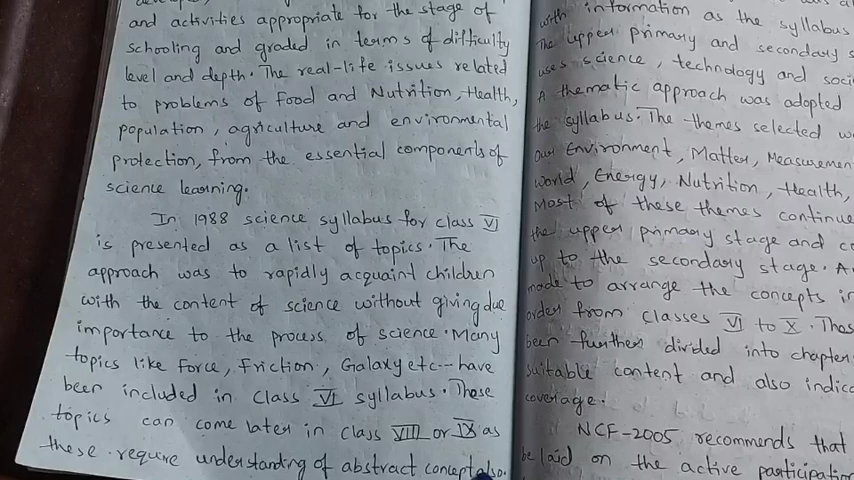 and activities appropriate for the stage of
schooling and graded in terms of difficulty
level and depth. The real-life issues related
to problems of Food and Nutrition, Health,
population, agriculture and environmental
protection, from the essential components of
science learning.
In 1988 science syllabus for class VI
is presented as a list of topics. The
approach was to rapidly acquaint children
with the content of science without giving due
importance to the process of science. Many
topics like Force, Friction, Galaxy etc-- have
been included in class VI syllabus. These
topics can come later in class VIII or IX as
these require understanding of abstract concept also.
with information as the syllabus
The upper primary and secondary s
uses science, technology and soci
A thematic approach was adopted
the syllabus. The themes selected w
our Environment, Matter, Measuremen
world, Energy, Nutrition, Health,
Most of these themes continue
the upper primary stage and co
up to the secondary stage. A
made to arrange the concepts in
order from classes VI to X. Thes
been further divided into chapter
suitable content and also indica
coverage.
NCF-2005 recommends that
be laid on the active participation